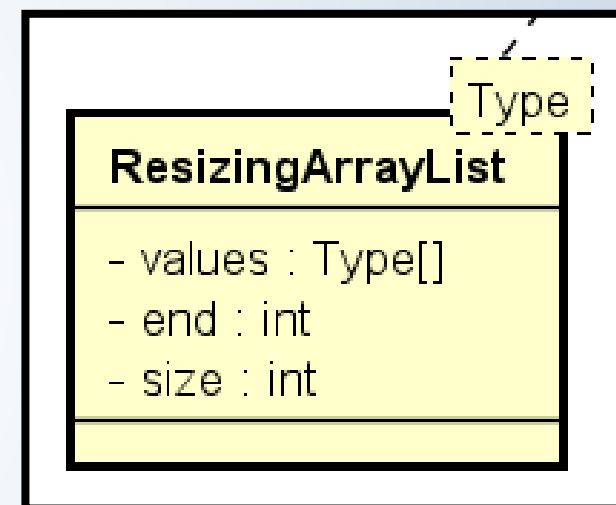 Type
ResizingArrayList
- values : Type[]
- end : int
- size : int